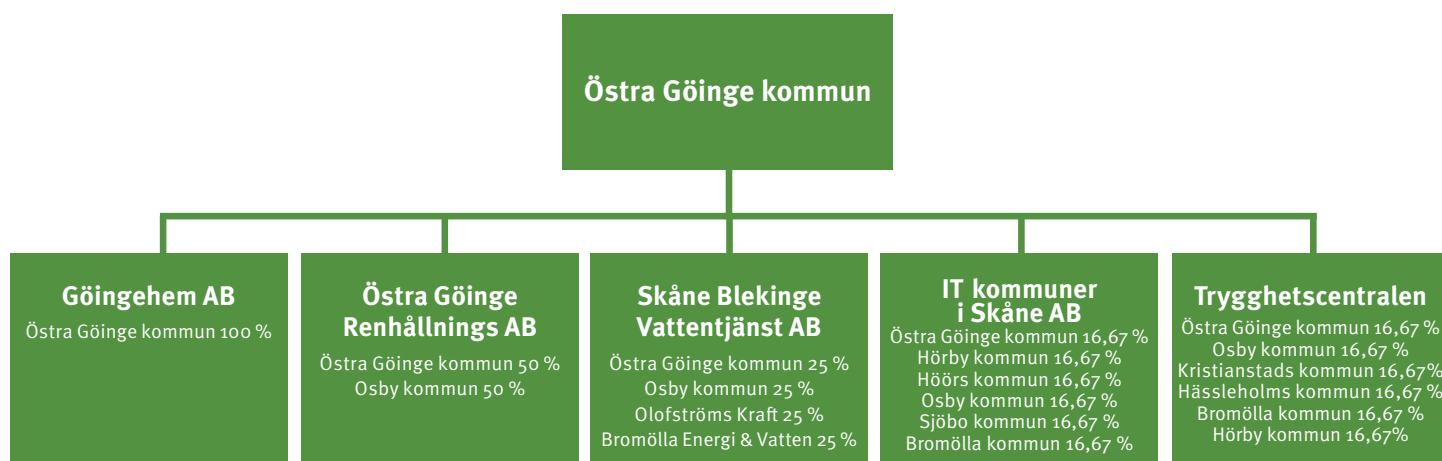 Östra Göinge kommun
Göingehem AB
Östra Göinge kommun 100 %
Östra Göinge
Renhållnings AB
Östra Göinge kommun 50 %
Osby kommun 50 %
Skåne Blekinge
Vattentjänst AB
Östra Göinge kommun 25 %
Osby kommun 25 %
Olofströms Kraft 25 %
Bromölla Energi & Vatten 25 %
IT kommuner
i Skåne AB
Östra Göinge kommun 16,67 %
Hörby kommun 16,67 %
Höörs kommun 16,67 %
Osby kommun 16,67 %
Sjöbo kommun 16,67 %
Bromölla kommun 16,67 %
Trygghetscentralen
Östra Göinge kommun 16,67 %
Osby kommun 16,67 %
Kristianstads kommun 16,67%
Hässleholms kommun 16,67%
Bromölla kommun 16,67 %
Hörby kommun 16,67%